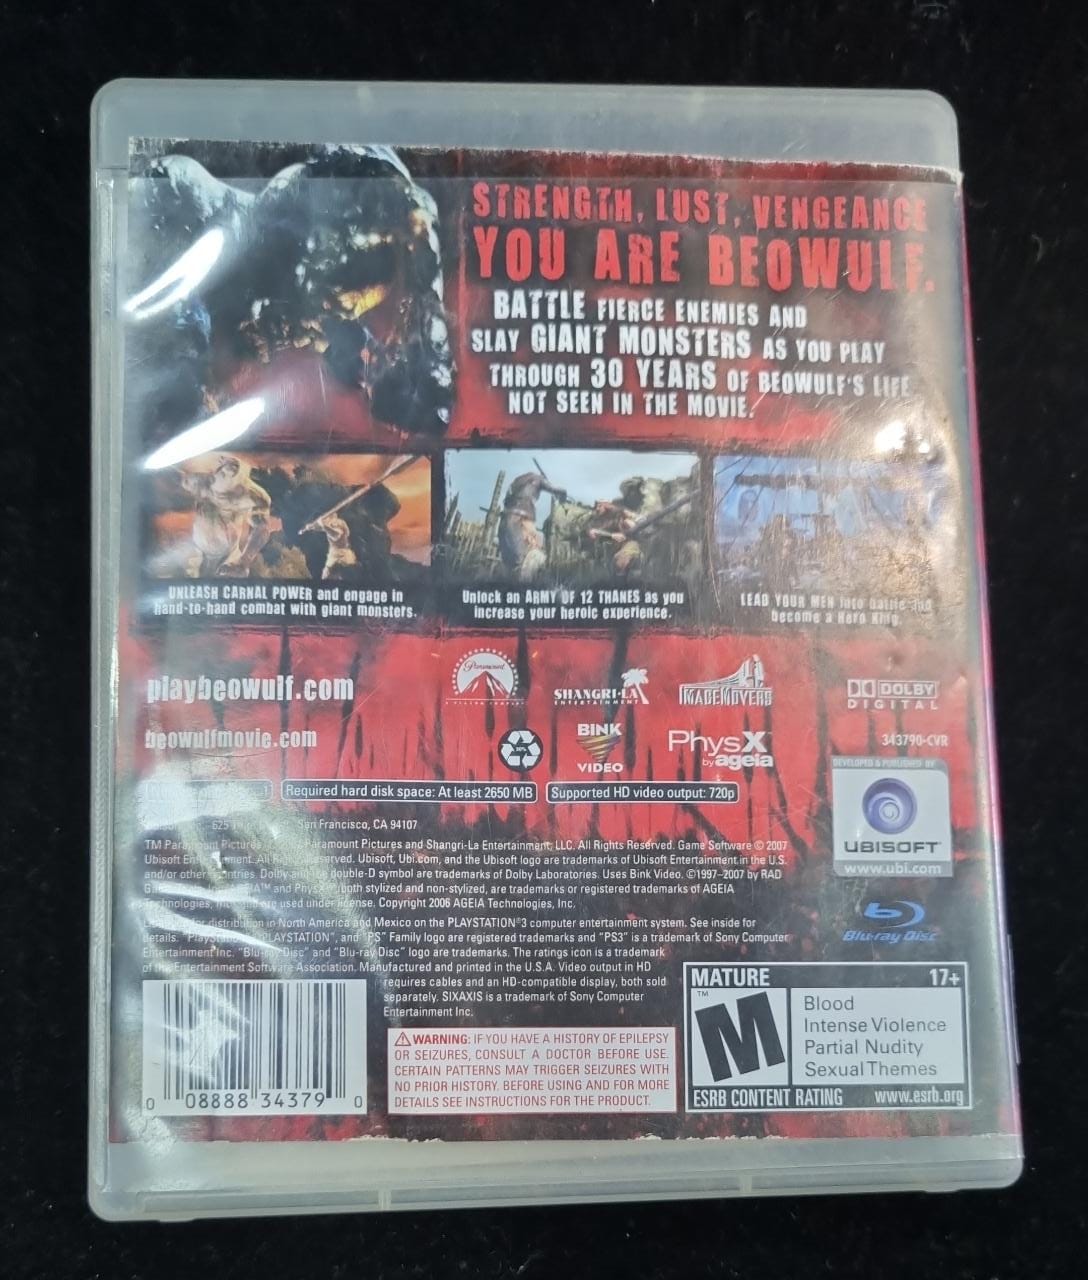 STRENGTH, LUST, VENGEANCE
YOU ARE BEOWULF.
BATTLE FIERCE ENEMIES AND
SLAY GIANT MONSTERS AS YOU PLAY
THROUGH 30 YEARS OF BEOWULF'S LIFE
NOT SEEN IN THE MOVIE.
UNLEASH CARNAL POWER and engage in
hand-to-hand combat with giant monsters.
Unlock an ARMY OF 12 THANES as you
increase your heroic experience.
LEAD YOUR MEN into battle and
become a Hero King.
playbeowulf.com
Paramount
SHANGRI-LA
ENTERTAINMENT
IMAGEMOVERS
DOLBY
DIGITAL
beowulfmovie.com
BINK
VIDEO
PhysX
by ageia
343790-CVR
Required hard disk space: At least 2650 MB
Supported HD video output: 720p
DEVELOPED & PUBLISHED BY
UBISOFT
www.ubi.com
625 San Francisco, CA 94107
TM Paramount Pictures. Paramount Pictures and Shangri-La Entertainment, LLC. All Rights Reserved. Game Software © 2007
Ubisoft Entertainment. All Rights Reserved. Ubisoft, Ubi.com, and the Ubisoft logo are trademarks of Ubisoft Entertainment in the U.S.
and/or other countries. Dolby and the double-D symbol are trademarks of Dolby Laboratories. Uses Bink Video. ©1997-2007 by RAD
Game Tools, Inc. AGEIA™ and PhysX, both stylized and non-stylized, are trademarks or registered trademarks of AGEIA
Technologies, Inc. and are used under license. Copyright 2006 AGEIA Technologies, Inc.
Licensed for distribution in North America and Mexico on the PLAYSTATION®3 computer entertainment system. See inside for
details. "PlayStation", "PLAYSTATION", and "PS" Family logo are registered trademarks and "PS3" is a trademark of Sony Computer
Entertainment Inc. "Blu-ray Disc" and "Blu-ray Disc" logo are trademarks. The ratings icon is a trademark
of the Entertainment Software Association. Manufactured and printed in the U.S.A. Video output in HD
requires cables and an HD-compatible display, both sold
separately. SIXAXIS is a trademark of Sony Computer
Entertainment Inc.
Blu-ray Disc
WARNING: IF YOU HAVE A HISTORY OF EPILEPSY
OR SEIZURES, CONSULT A DOCTOR BEFORE USE.
CERTAIN PATTERNS MAY TRIGGER SEIZURES WITH
NO PRIOR HISTORY. BEFORE USING AND FOR MORE
DETAILS SEE INSTRUCTIONS FOR THE PRODUCT.
0 08888 34379 0
MATURE 17+
M
™
Blood
Intense Violence
Partial Nudity
Sexual Themes
ESRB CONTENT RATING www.esrb.org